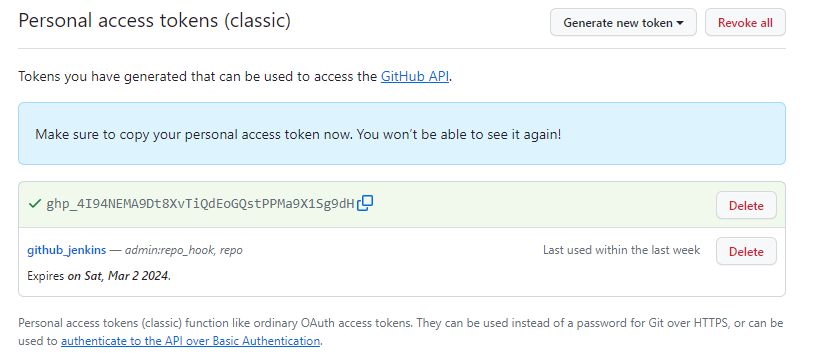 Personal access tokens (classic)
Generate new token
Revoke all
Tokens you have generated that can be used to access the GitHub API.
Make sure to copy your personal access token now. You won't be able to see it again!
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
Delete
github_jenkins — admin:repo_hook, repo
Last used within the last week
Delete
Expires on Sat, Mar 2 2024.
Personal access tokens (classic) function like ordinary OAuth access tokens. They can be used instead of a password for Git over HTTPS, or can be
used to authenticate to the API over Basic Authentication.